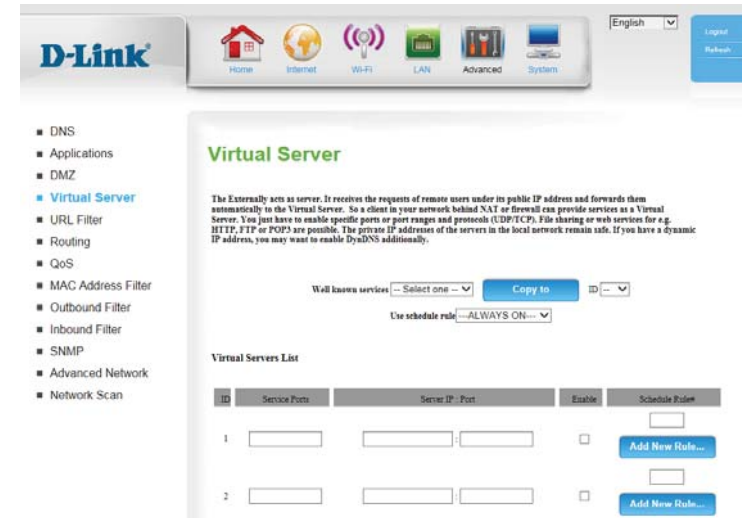 English
Logout
Refresh
D-Link
Home
Internet
Wi-Fi
LAN
Advanced
System
DNS
Applications
DMZ
Virtual Server
URL Filter
Routing
QoS
MAC Address Filter
Outbound Filter
Inbound Filter
SNMP
Advanced Network
Network Scan
Virtual Server
The Externally acts as server. It receives the requests of remote users under its public IP address and forwards them
automatically to the Virtual Server. So a client in your network behind NAT or firewall can provide services as a Virtual
Server. You just have to enable specific ports or port ranges and protocols (UDP/TCP). File sharing or web services for e.g.
HTTP, FTP or POP3 are possible. The private IP addresses of the servers in the local network remain safe. If you have a dynamic
IP address, you may want to enable DynDNS additionally.
Well known services -- Select one -- Copy to ID --
Use schedule rule ---ALWAYS ON---
Virtual Servers List
ID Service Ports Server IP : Port Enable Schedule Rule#
1 : Add New Rule...
2 : Add New Rule...